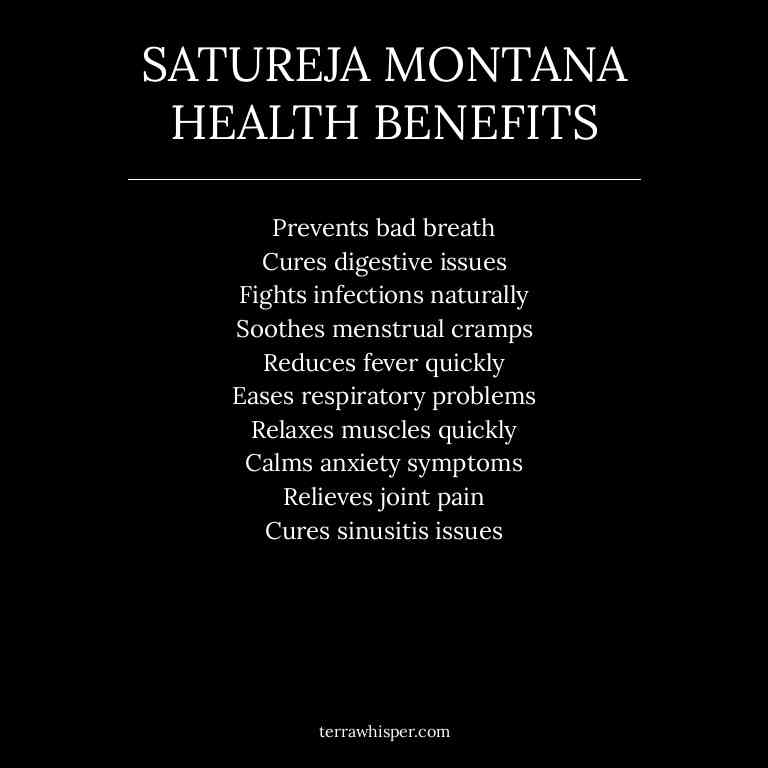 SATUREJA MONTANA
HEALTH BENEFITS
Prevents bad breath
Cures digestive issues
Fights infections naturally
Soothes menstrual cramps
Reduces fever quickly
Eases respiratory problems
Relaxes muscles quickly
Calms anxiety symptoms
Relieves joint pain
Cures sinusitis issues
terrawhisper.com